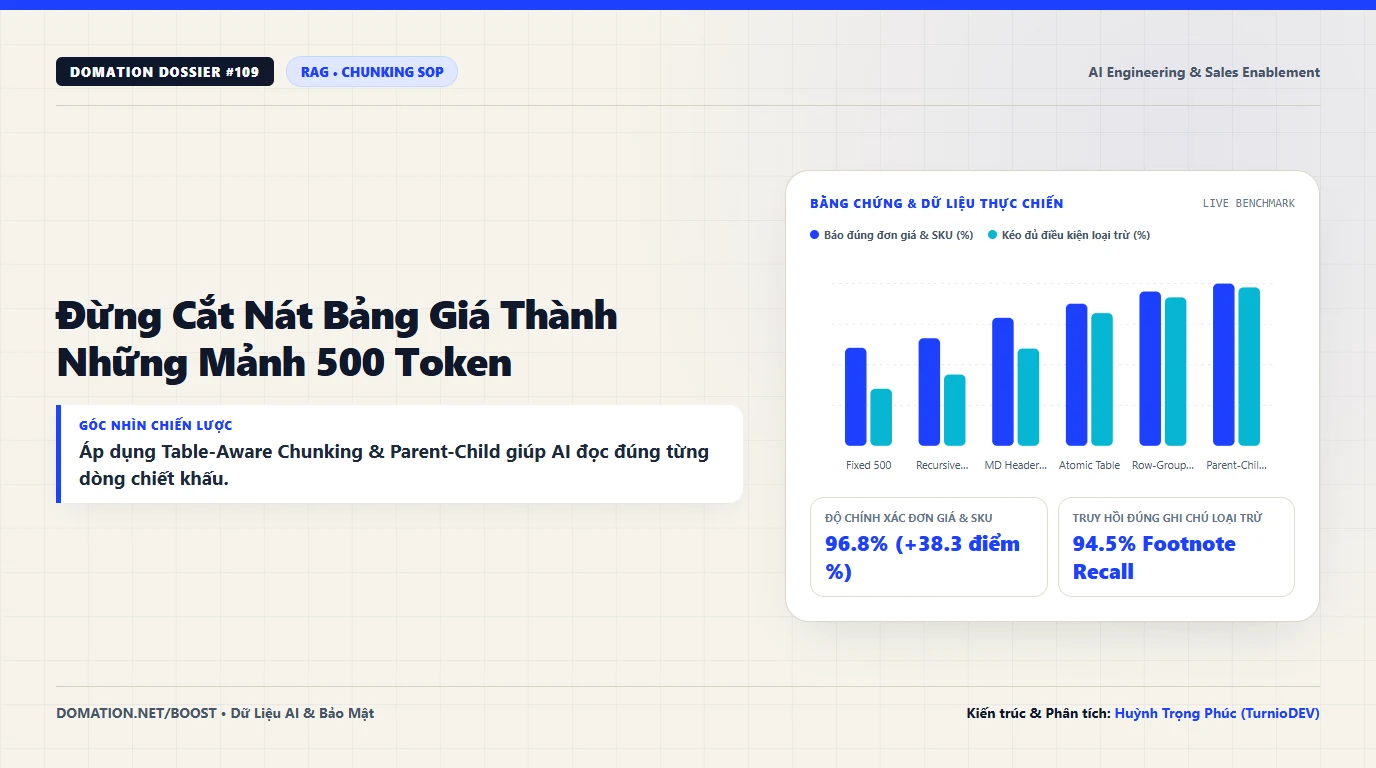 DOMATION DOSSIER #109
RAG • CHUNKING SOP
AI Engineering & Sales Enablement
Đừng Cắt Nát Bảng Giá Thành
Những Mảnh 500 Token
GÓC NHÌN CHIẾN LƯỢC
Áp dụng Table-Aware Chunking & Parent-Child giúp AI đọc đúng từng
dòng chiết khấu.
BẰNG CHỨNG & DỮ LIỆU THỰC CHIẾN
LIVE BENCHMARK
Báo đúng đơn giá & SKU (%)
Kéo đủ điều kiện loại trừ (%)
Fixed 500
Recursive...
MD Header...
Atomic Table
Row-Group...
Parent-Chil...
ĐỘ CHÍNH XÁC ĐƠN GIÁ & SKU
96.8% (+38.3 điểm
%)
TRUY HỒI ĐÚNG GHI CHÚ LOẠI TRỪ
94.5% Footnote
Recall
DOMATION.NET/BOOST • Dữ Liệu AI & Bảo Mật
Kiến trúc & Phân tích: Huỳnh Trọng Phúc (TurnioDEV)